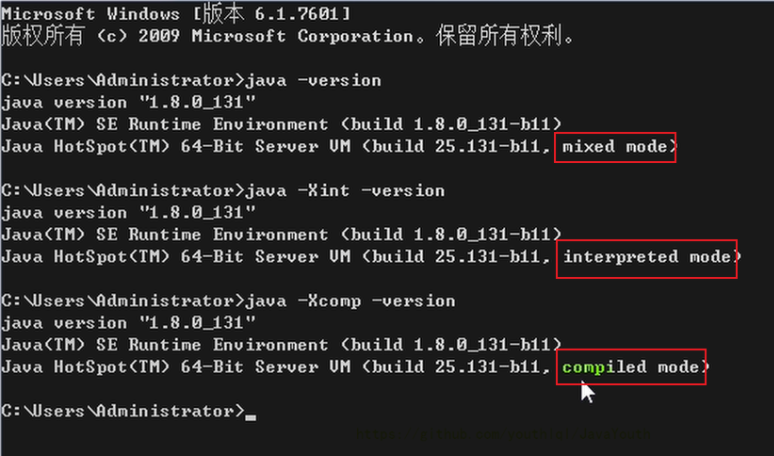 Microsoft Windows [版本 6.1.7601]
版权所有 (c) 2009 Microsoft Corporation。保留所有权利。
C:\Users\Administrator>java -version
java version "1.8.0_131"
Java(TM) SE Runtime Environment (build 1.8.0_131-b11)
Java HotSpot(TM) 64-Bit Server VM (build 25.131-b11, mixed mode)
C:\Users\Administrator>java -Xint -version
java version "1.8.0_131"
Java(TM) SE Runtime Environment (build 1.8.0_131-b11)
Java HotSpot(TM) 64-Bit Server VM (build 25.131-b11, interpreted mode)
C:\Users\Administrator>java -Xcomp -version
java version "1.8.0_131"
Java(TM) SE Runtime Environment (build 1.8.0_131-b11)
Java HotSpot(TM) 64-Bit Server VM (build 25.131-b11, compiled mode)
C:\Users\Administrator>_